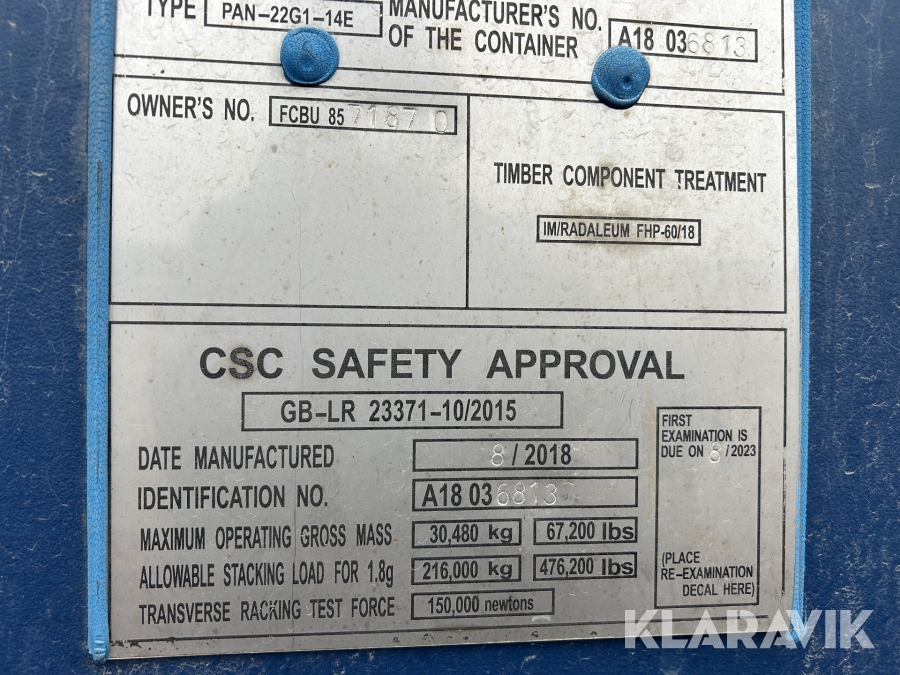 TYPE PAN-22G1-14E
MANUFACTURER'S NO.
OF THE CONTAINER A18 036813
OWNER'S NO. FCBU 857187 0
TIMBER COMPONENT TREATMENT
IM/RADALEUM FHP-60/18
CSC SAFETY APPROVAL
GB-LR 23371-10/2015
DATE MANUFACTURED 8 / 2018
IDENTIFICATION NO. A18 036813
MAXIMUM OPERATING GROSS MASS 30,480 kg 67,200 lbs
ALLOWABLE STACKING LOAD FOR 1.8g 216,000 kg 476,200 lbs
TRANSVERSE RACKING TEST FORCE 150,000 newtons
FIRST
EXAMINATION IS
DUE ON 8 / 2023
(PLACE
RE-EXAMINATION
DECAL HERE)
KLARAVIK